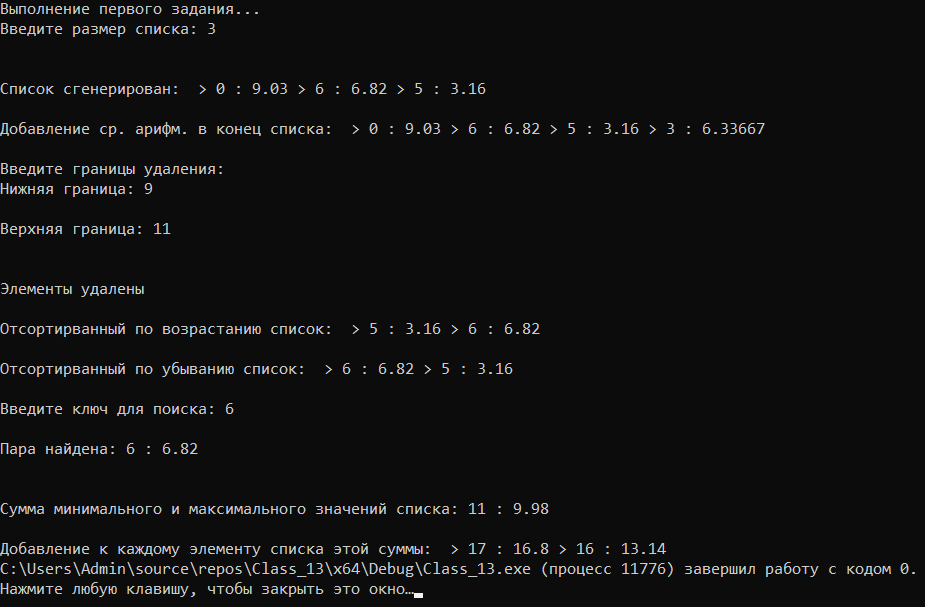 Выполнение первого задания...
Введите размер списка: 3
Список сгенерирован:  > 0 : 9.03 > 6 : 6.82 > 5 : 3.16
Добавление ср. арифм. в конец списка:  > 0 : 9.03 > 6 : 6.82 > 5 : 3.16 > 3 : 6.33667
Введите границы удаления:
Нижняя граница: 9
Верхняя граница: 11
Элементы удалены
Отсортирванный по возрастанию список:  > 5 : 3.16 > 6 : 6.82
Отсортирванный по убыванию список:  > 6 : 6.82 > 5 : 3.16
Введите ключ для поиска: 6
Пара найдена: 6 : 6.82
Сумма минимального и максимального значений списка: 11 : 9.98
Добавление к каждому элементу списка этой суммы:  > 17 : 16.8 > 16 : 13.14
C:\Users\Admin\source\repos\Class_13\x64\Debug\Class_13.exe (процесс 11776) завершил работу с кодом 0.
Нажмите любую клавишу, чтобы закрыть это окно…